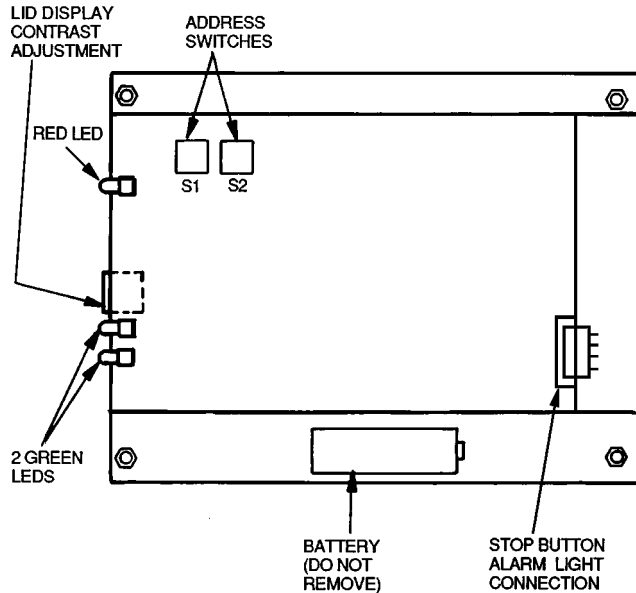 LID DISPLAY
CONTRAST
ADJUSTMENT
ADDRESS
SWITCHES
RED LED
S1
S2
2 GREEN
LEDS
BATTERY
(DO NOT
REMOVE)
STOP BUTTON
ALARM LIGHT
CONNECTION